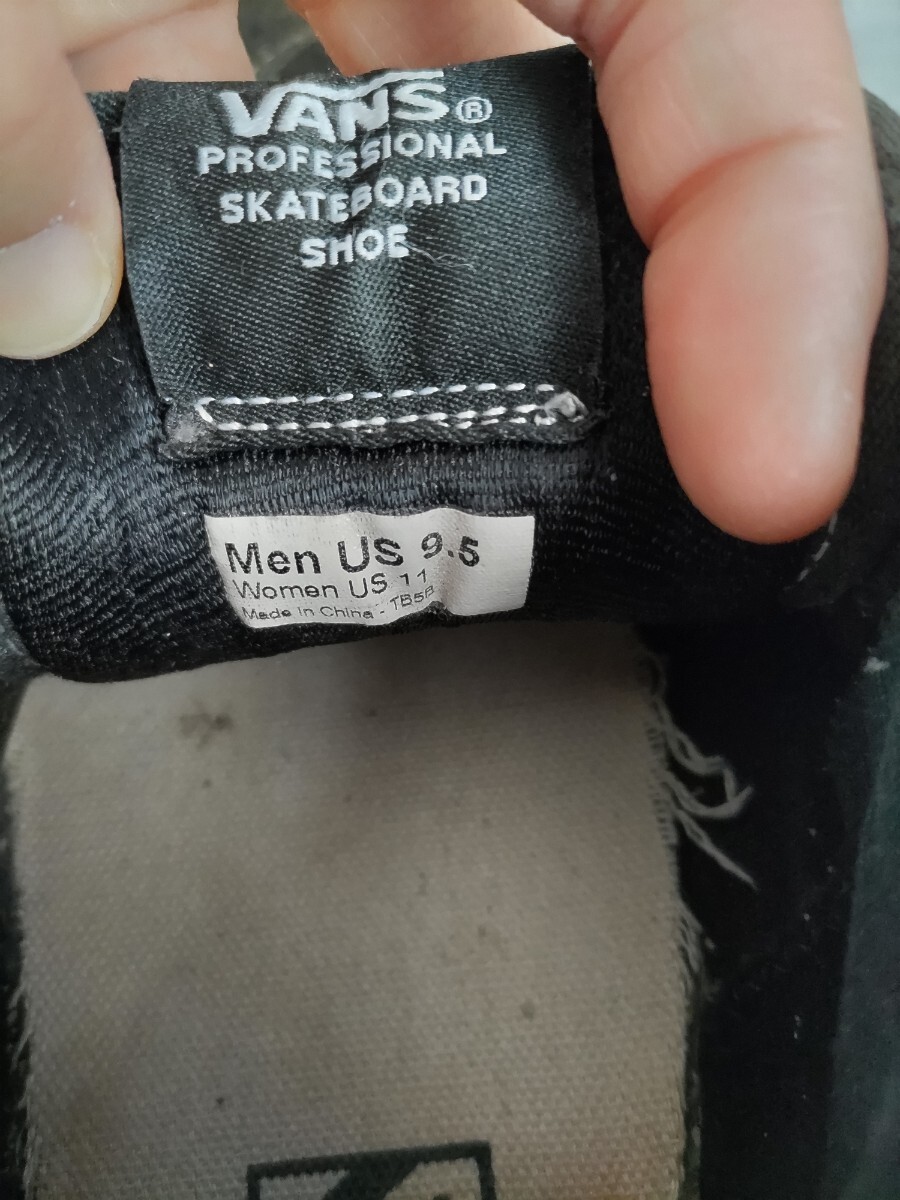 VANS®
PROFESSIONAL
SKATEBOARD
SHOE
Men US 9.5
Women US 11
Made in China -